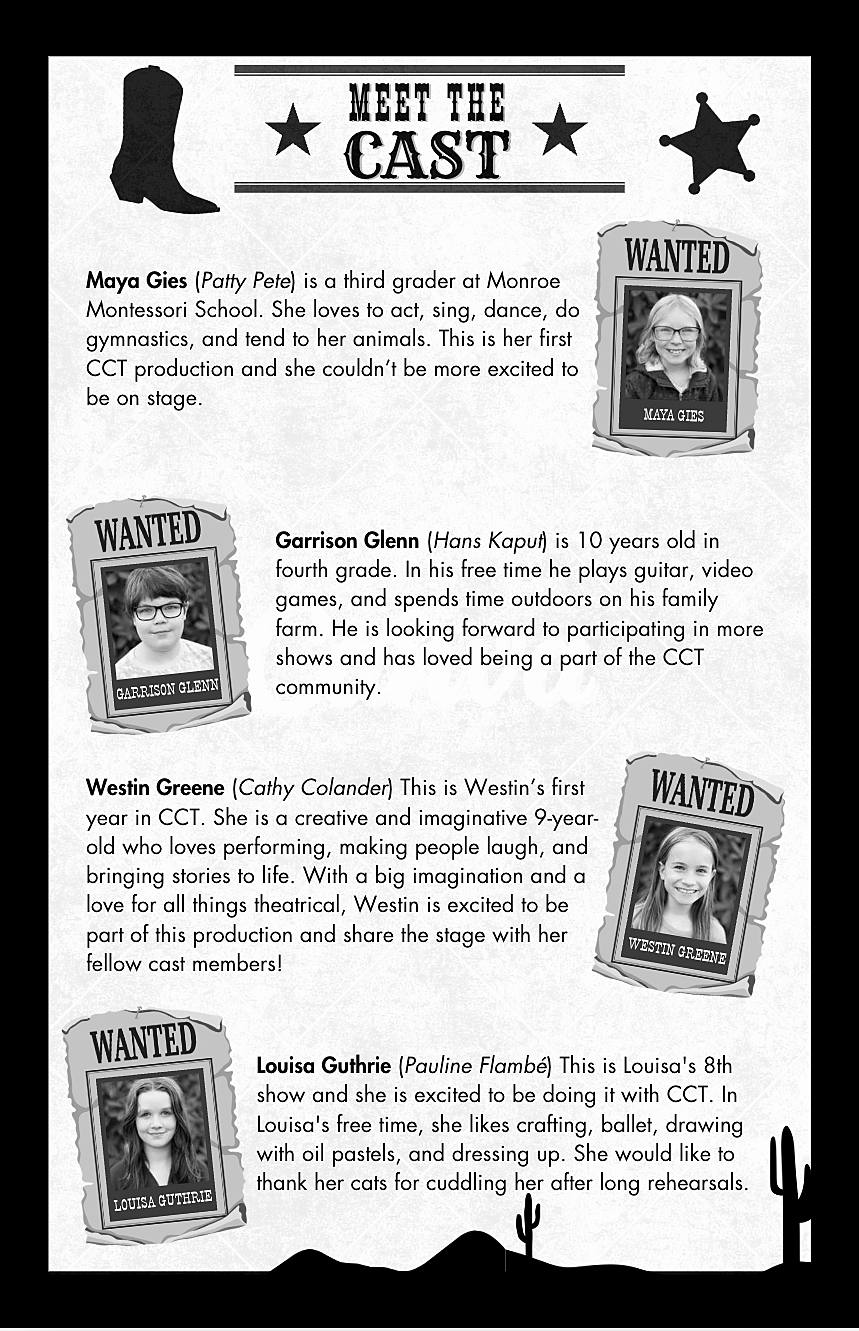 MEET THE
CAST
WANTED
Maya Gies (Patty Pete) is a third grader at Monroe
Montessori School. She loves to act, sing, dance, do
gymnastics, and tend to her animals. This is her first
CCT production and she couldn't be more excited to
be on stage.
MAYA GIES
WANTED
Garrison Glenn (Hans Kaput) is 10 years old in
fourth grade. In his free time he plays guitar, video
games, and spends time outdoors on his family
farm. He is looking forward to participating in more
shows and has loved being a part of the CCT
community.
GARRISON GLENN
WANTED
Westin Greene (Cathy Colander) This is Westin's first
year in CCT. She is a creative and imaginative 9-year-
old who loves performing, making people laugh, and
bringing stories to life. With a big imagination and a
love for all things theatrical, Westin is excited to be
part of this production and share the stage with her
fellow cast members!
WESTIN GREENE
WANTED
Louisa Guthrie (Pauline Flambé) This is Louisa's 8th
show and she is excited to be doing it with CCT. In
Louisa's free time, she likes crafting, ballet, drawing
with oil pastels, and dressing up. She would like to
thank her cats for cuddling her after long rehearsals.
LOUISA GUTHRIE